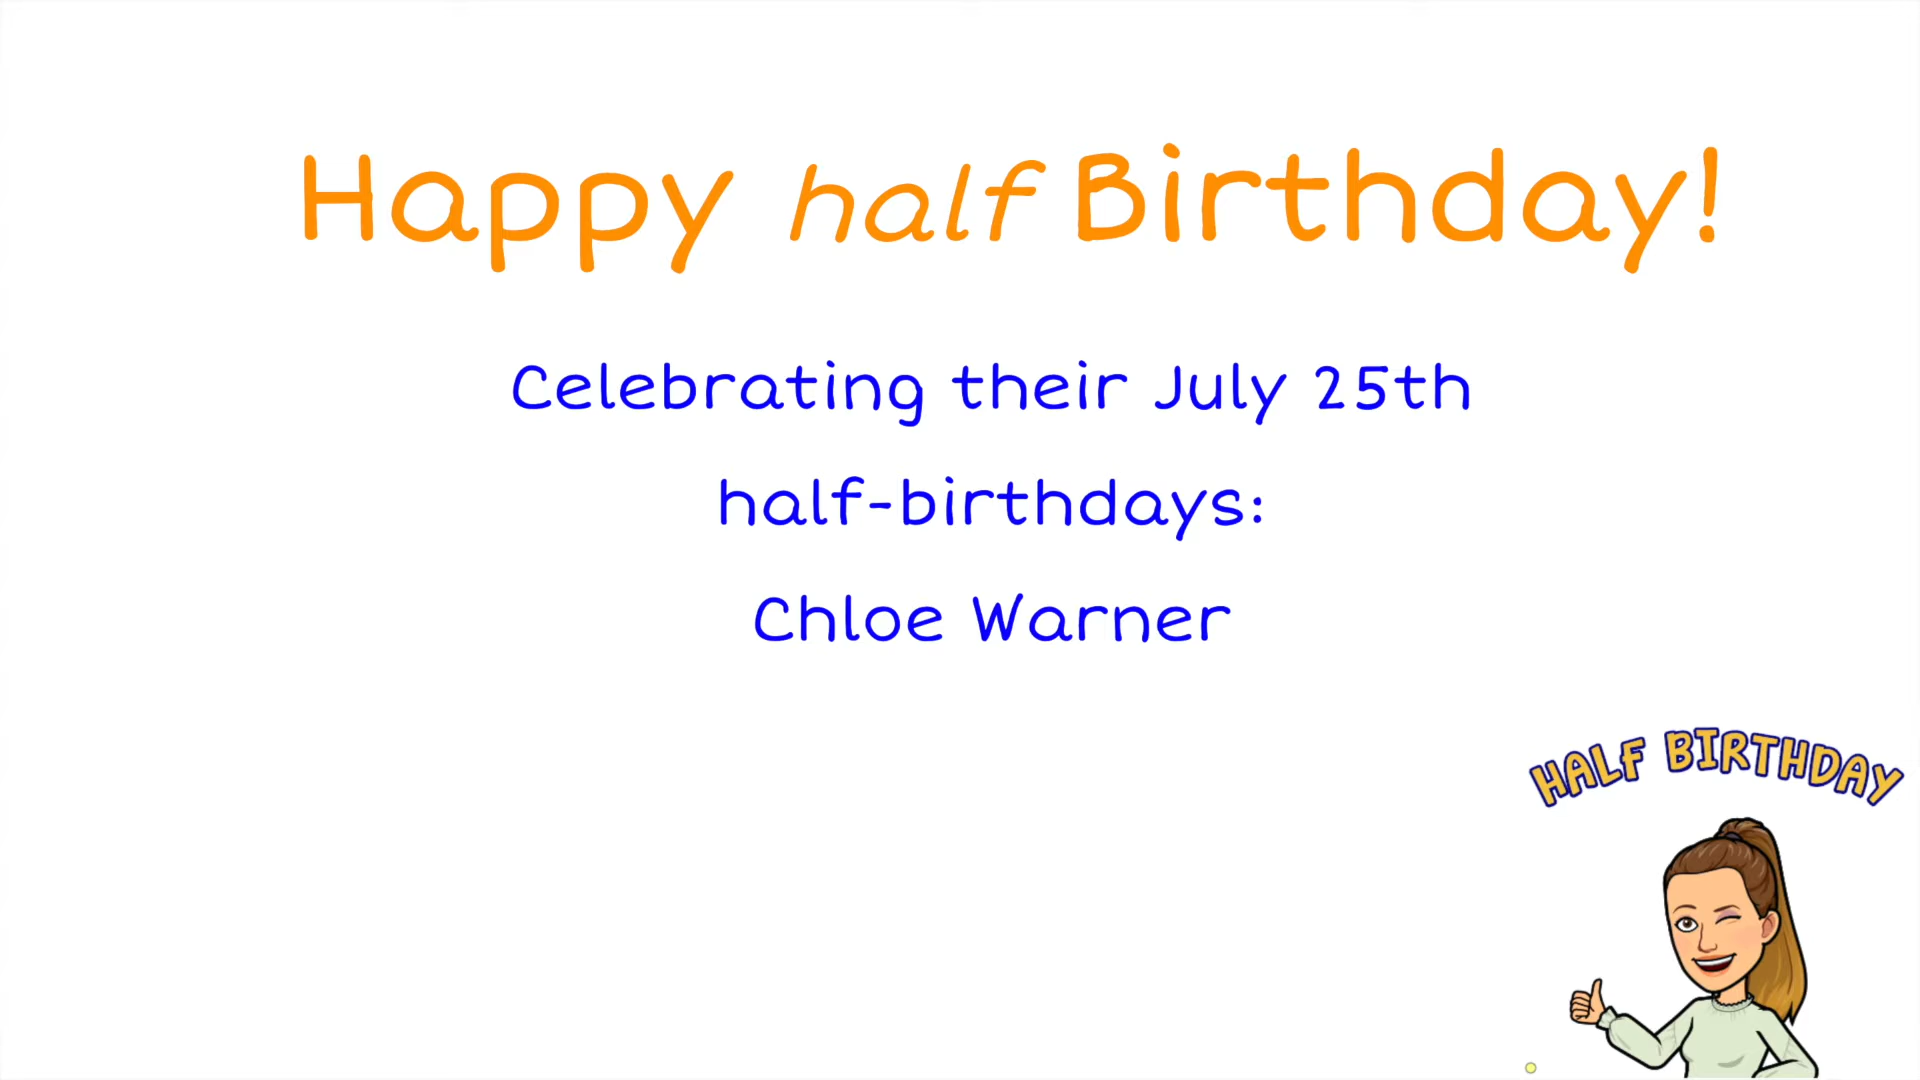 Happy half Birthday!
Celebrating their July 25th
half-birthdays:
Chloe Warner
HALF BIRTHDAY